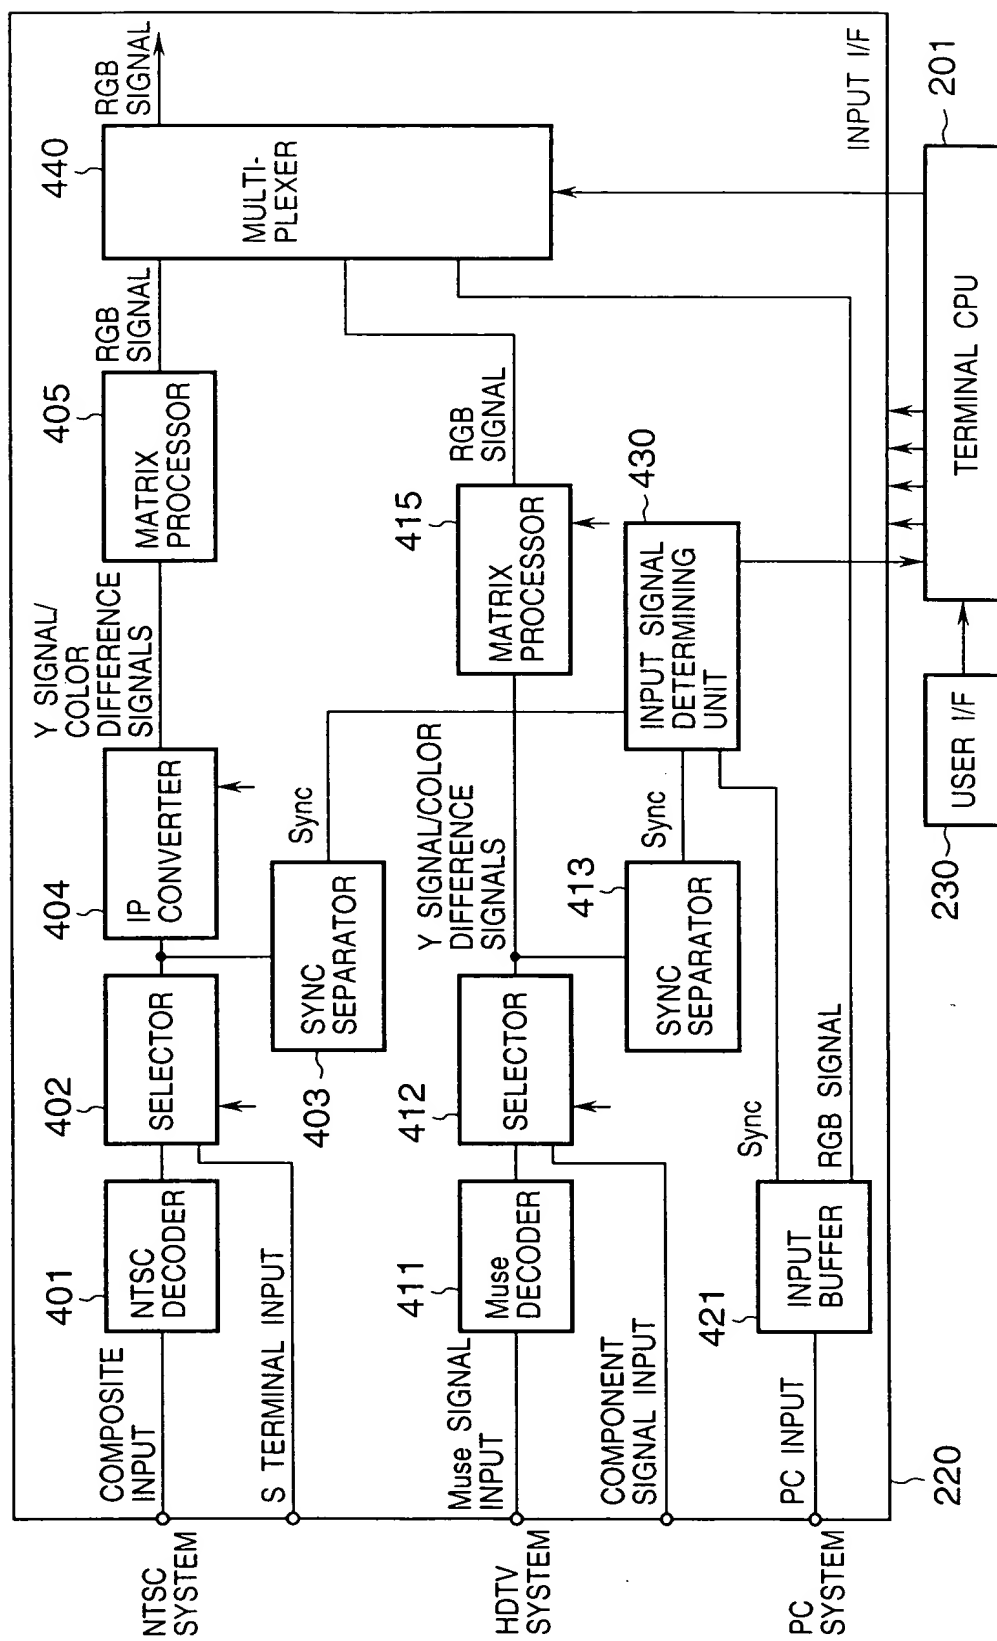 NTSC
SYSTEM
COMPOSITE
INPUT
401
NTSC
DECODER
402
SELECTOR
404
IP
CONVERTER
Y SIGNAL/
COLOR
DIFFERENCE
SIGNALS
405
MATRIX
PROCESSOR
RGB
SIGNAL
440
MULTI-
PLEXER
RGB
SIGNAL
S TERMINAL INPUT
403
SYNC
SEPARATOR
Sync
HDTV
SYSTEM
Muse SIGNAL
INPUT
411
Muse
DECODER
412
SELECTOR
Y SIGNAL/COLOR
DIFFERENCE
SIGNALS
415
MATRIX
PROCESSOR
RGB
SIGNAL
COMPONENT
SIGNAL INPUT
413
SYNC
SEPARATOR
Sync
430
INPUT SIGNAL
DETERMINING
UNIT
PC
SYSTEM
PC INPUT
421
INPUT
BUFFER
Sync
RGB SIGNAL
INPUT I/F
220
230
USER I/F
TERMINAL CPU
201